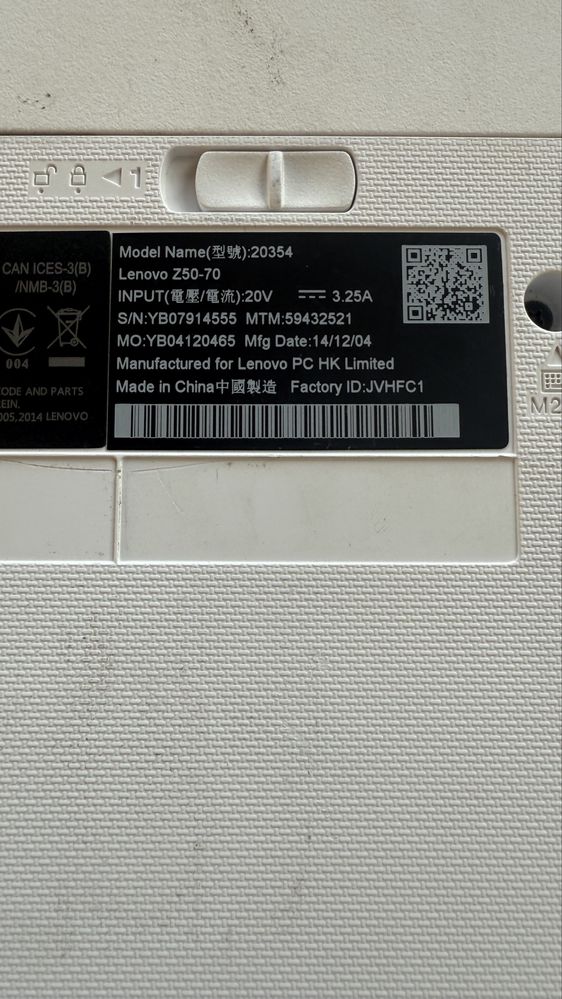 1
CAN ICES-3(B)
/NMB-3(B)
004
CODE AND PARTS
EIN.
005,2014 LENOVO
Model Name(型號):20354
Lenovo Z50-70
INPUT(電壓/電流):20V 3.25A
S/N:YB07914555 MTM:59432521
MO:YB04120465 Mfg Date:14/12/04
Manufactured for Lenovo PC HK Limited
Made in China中國製造 Factory ID:JVHFC1
M2